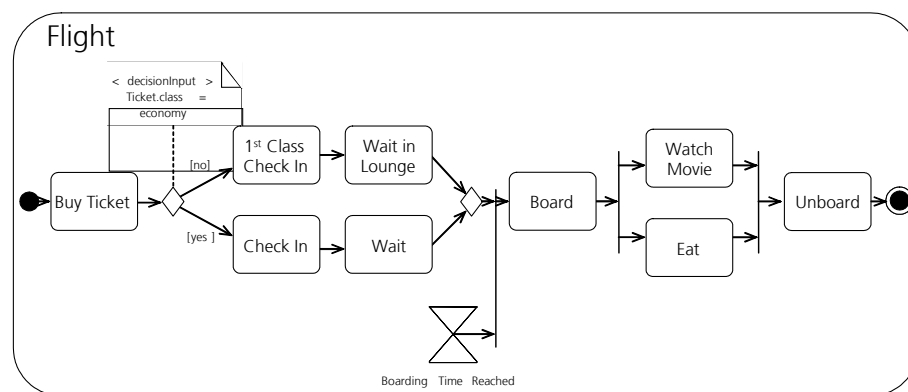 Flight
< decisionInput >
Ticket.class =
economy
1st Class
Check In
Wait in
Lounge
Watch
Movie
[no]
Buy Ticket
Board
Unboard
[yes ]
Check In
Wait
Eat
Boarding Time Reached